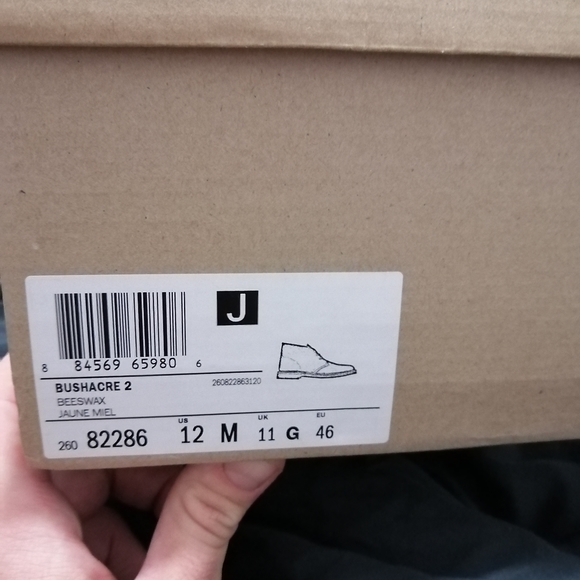 J
8 84569 65980 6
BUSHACRE 2 260822863120
BEESWAX
JAUNE MIEL
US UK EU
260 82286 12 M 11 G 46